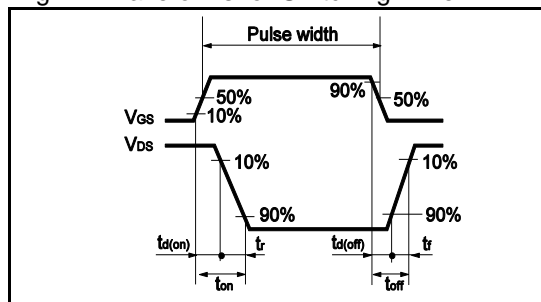 Pulse width
90%
50%
50%
10%
VGS
VDS
10%
10%
90%
90%
td(on)
tr
td(off)
tf
ton
toff